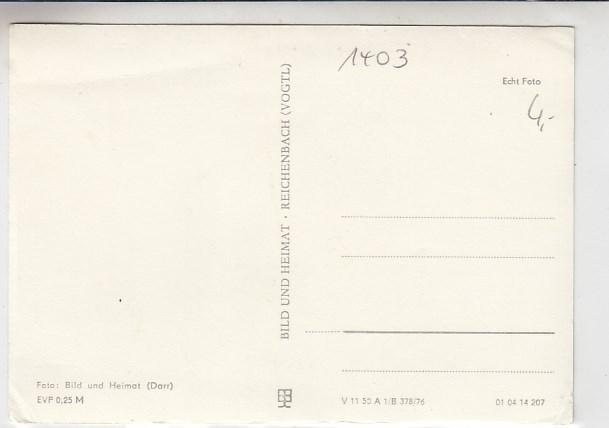 1403
Echt Foto
4,-
BILD UND HEIMAT · REICHENBACH (VOGTL)
Foto: Bild und Heimat (Darr)
EVP 0,25 M
V 11 50 A 1/B 378/76
01 04 14 207